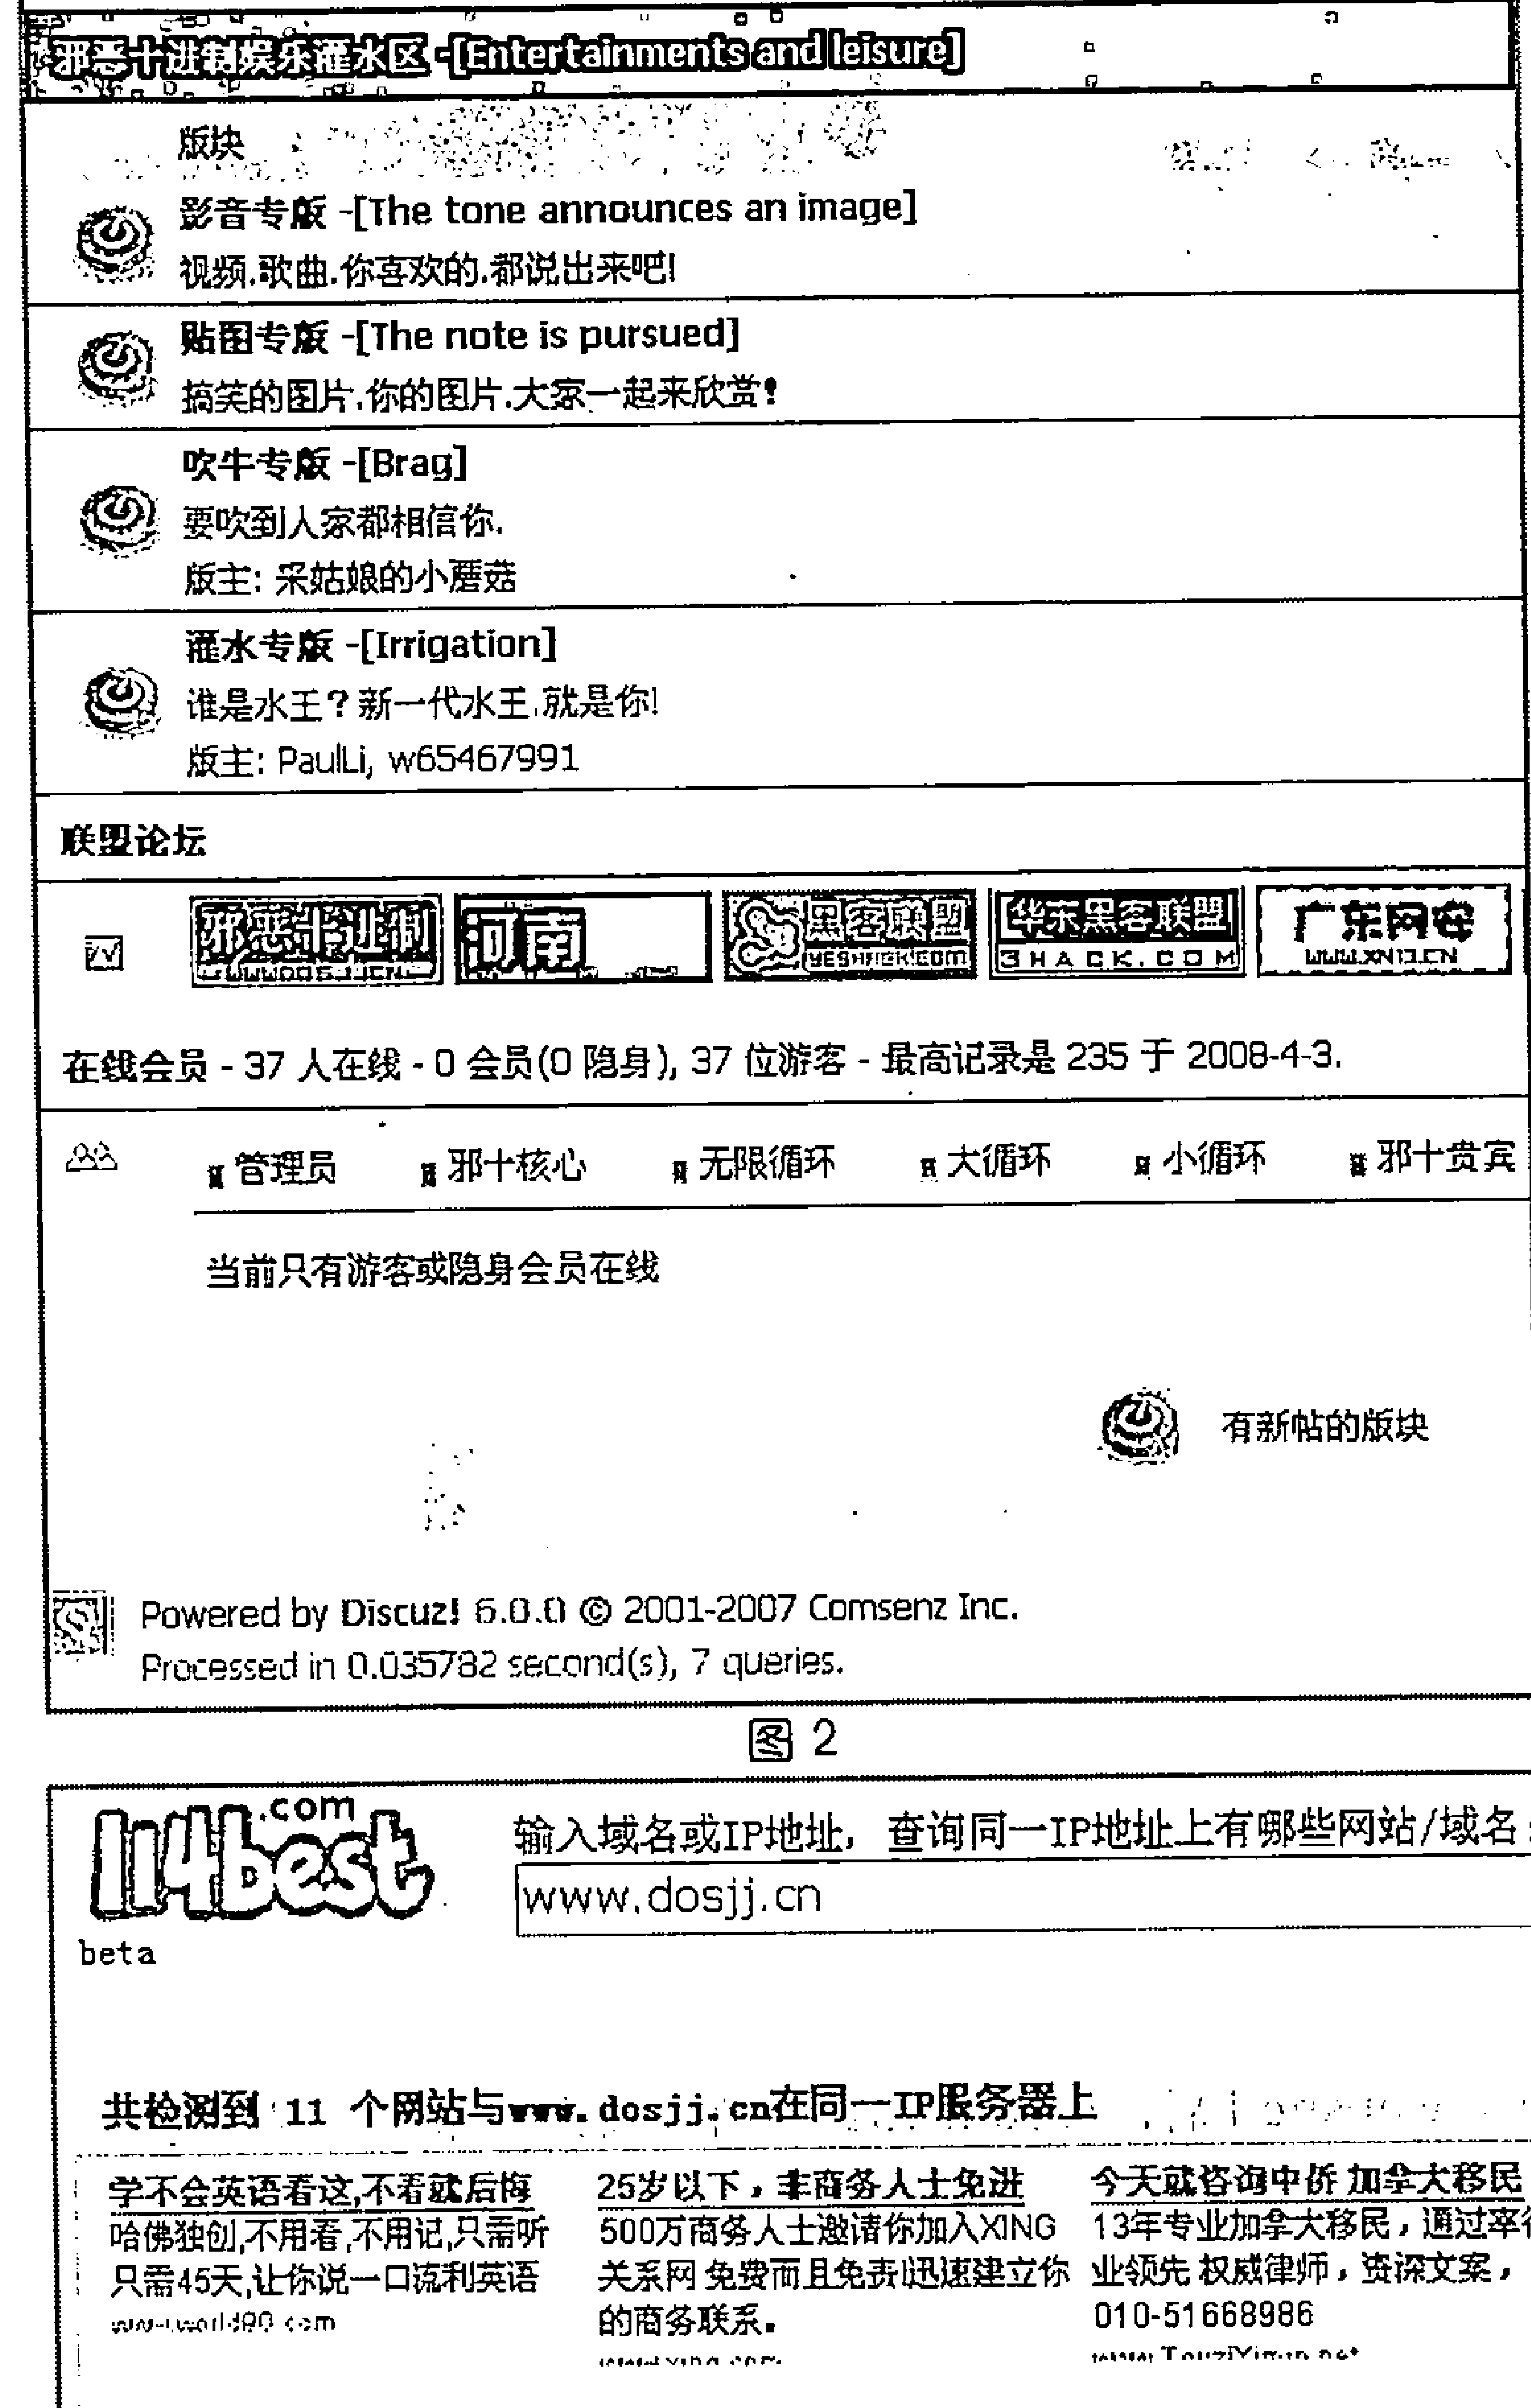 邪恶十进制娱乐灌水区 -[Entertainments and leisure]
版块
影音专版 -[The tone announces an image]
视频.歌曲.你喜欢的.都说出来吧!
贴图专版 -[The note is pursued]
搞笑的图片.你的图片.大家一起来欣赏!
吹牛专版 -[Brag]
要吹到人家都相信你.
版主: 采姑娘的小蘑菇
灌水专版 -[Irrigation]
谁是水王?新一代水王.就是你!
版主: PaulLi, w65467991
联盟论坛
邪恶十进制 河南 黑客联盟 华东黑客联盟 广东网安
3HACK.COM WWW.XN13.CN
在线会员 - 37 人在线 - 0 会员(0 隐身), 37 位游客 - 最高记录是 235 于 2008-4-3.
管理员 邪十核心 无限循环 大循环 小循环 邪十贵宾
当前只有游客或隐身会员在线
有新帖的版块
Powered by Discuz! 6.0.0 © 2001-2007 Comsenz Inc.
Processed in 0.035782 second(s), 7 queries.
图 2
114best.com
beta
输入域名或IP地址, 查询同一IP地址上有哪些网站/域名:
www.dosjj.cn
共检测到 11 个网站与www.dosjj.cn在同一IP服务器上
学不会英语看这,不看就后悔
哈佛独创,不用看,不用记,只需听
只需45天,让你说一口流利英语
25岁以下，非商务人士免进
500万商务人士邀请你加入XING
关系网 免费而且免费!迅速建立你
的商务联系。
www.xing.com
今天就咨询中侨 加拿大移民
13年专业加拿大移民，通过率行
业领先 权威律师，资深文案，
010-51668986
www.TouziYimin.net